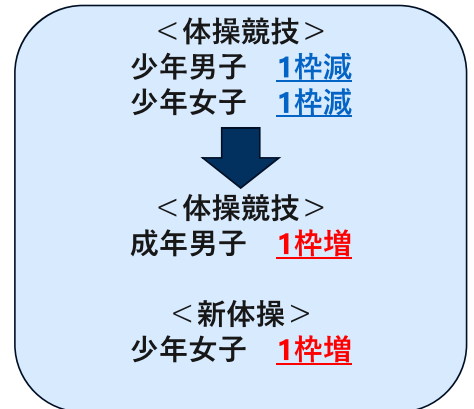 ＜体操競技＞
少年男子　1枠減
少年女子　1枠減
＜体操競技＞
成年男子　1枠増
＜新体操＞
少年女子　1枠増